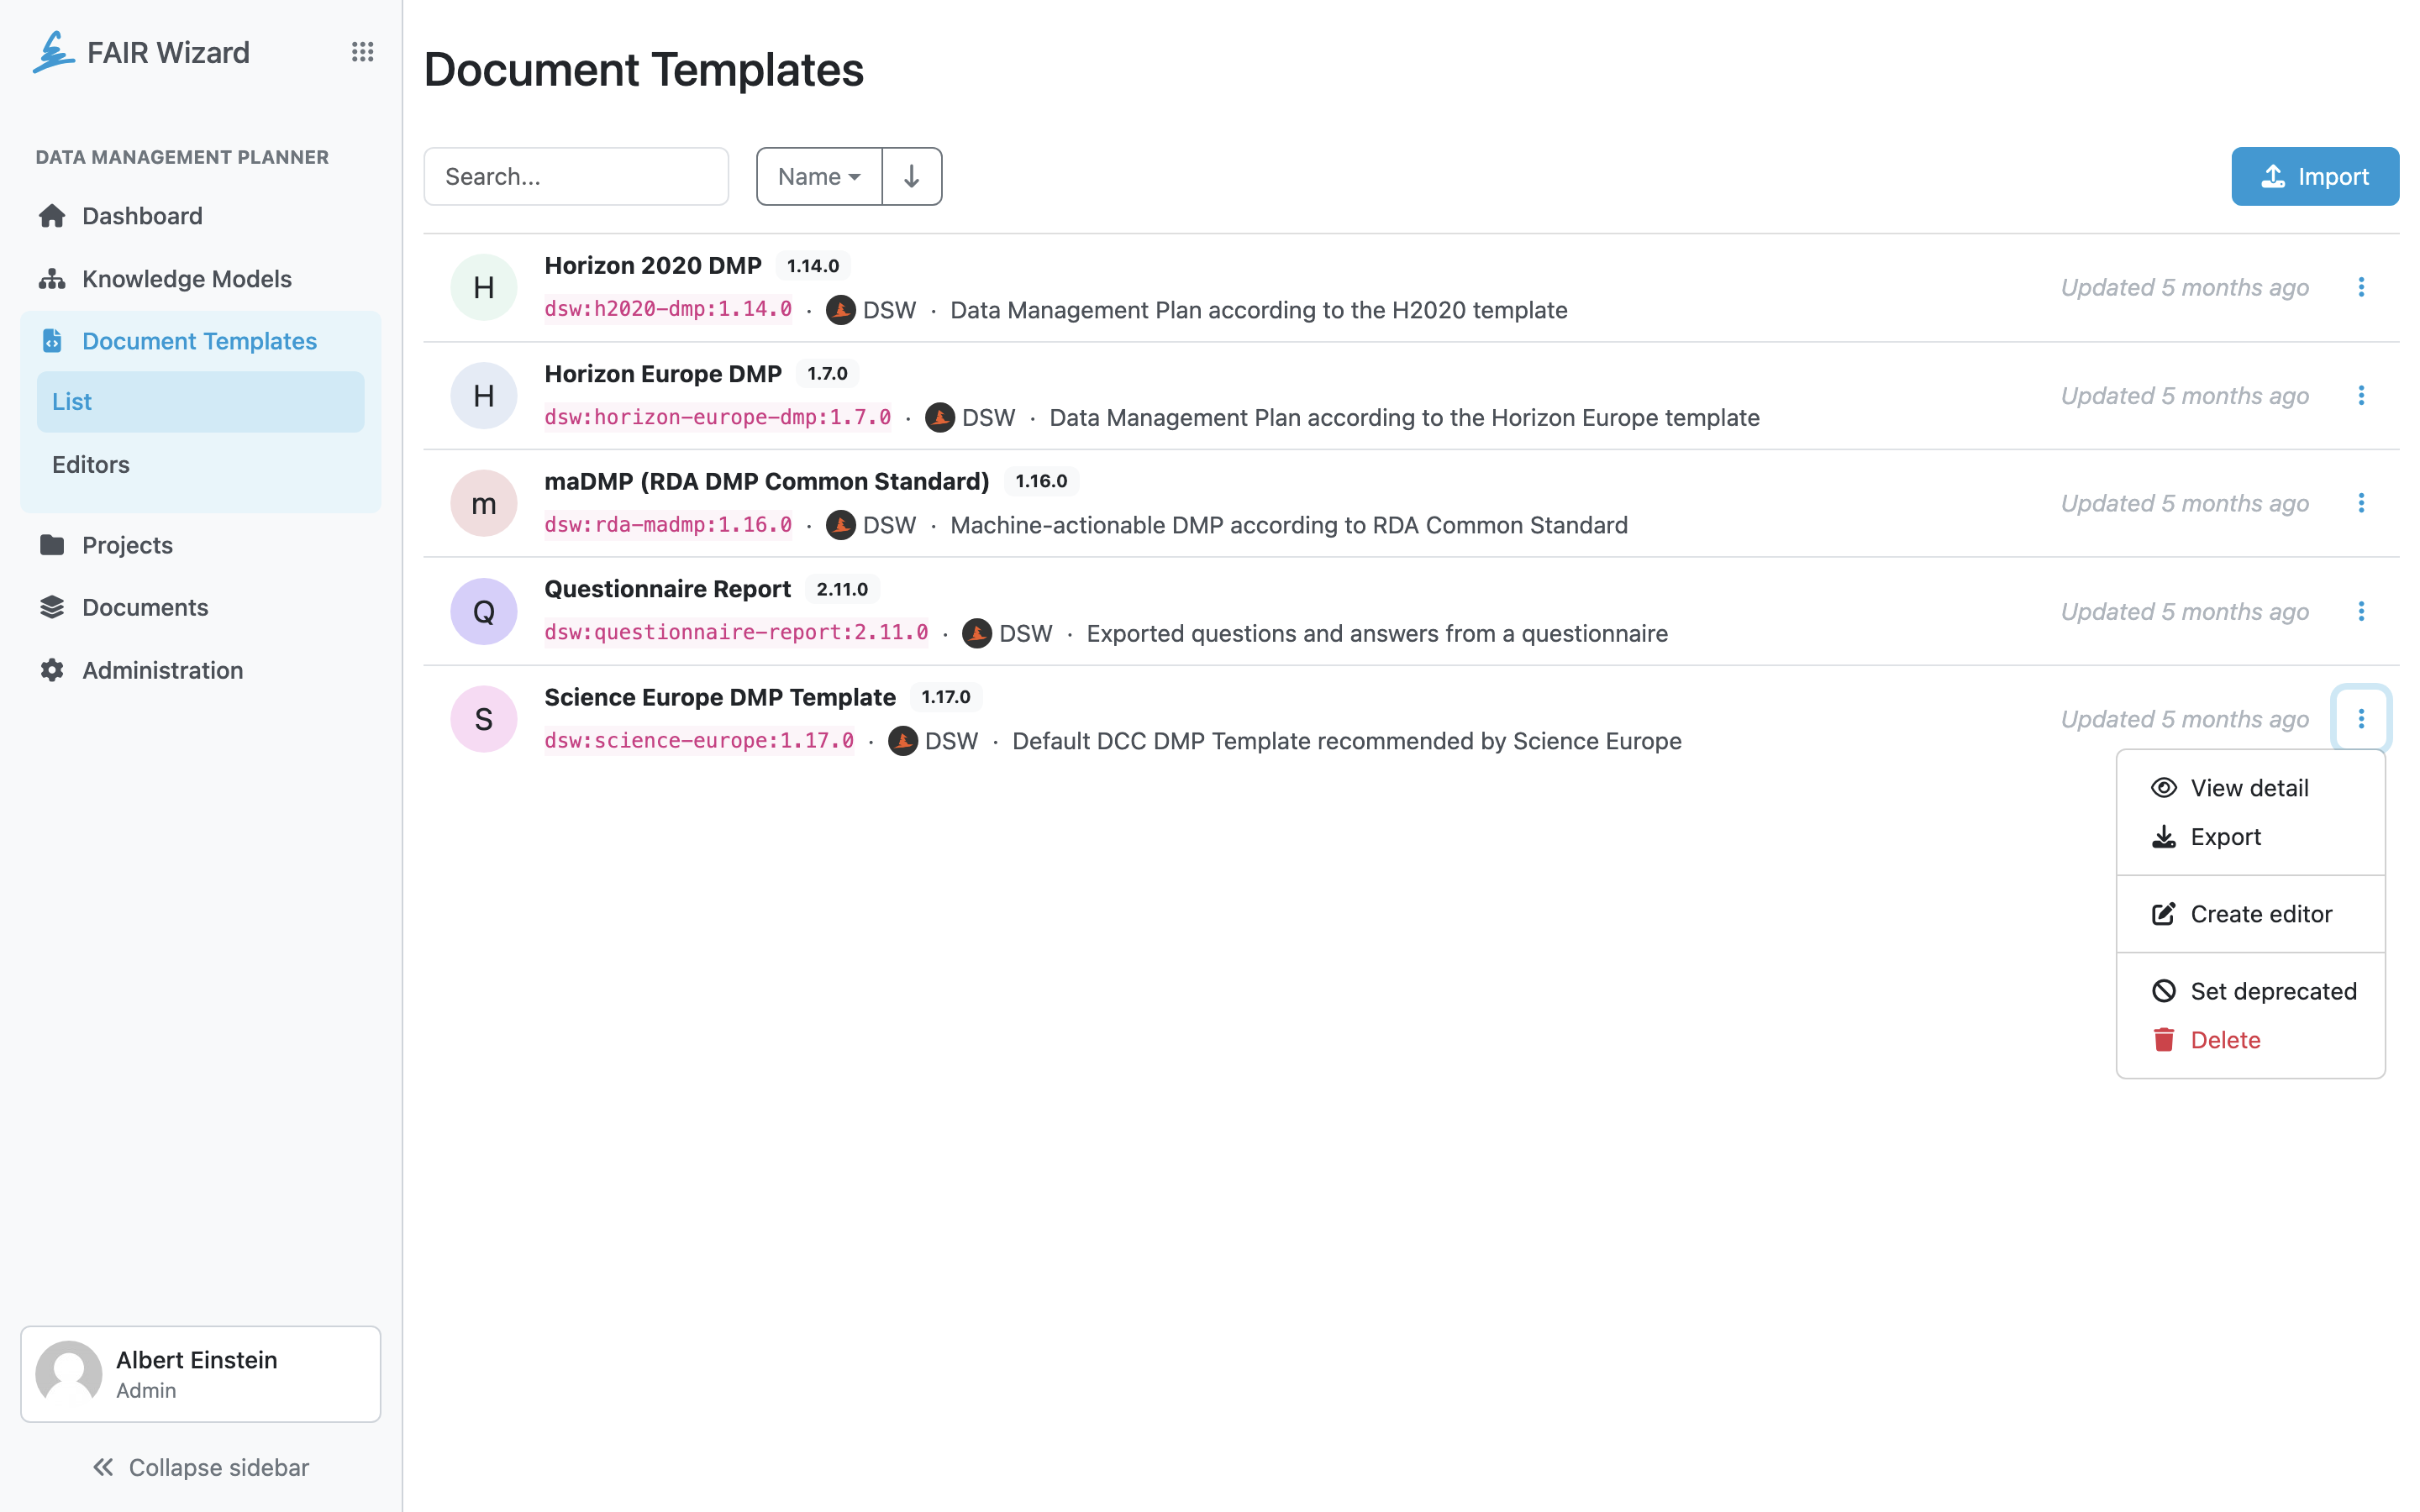 FAIR Wizard
DATA MANAGEMENT PLANNER
Dashboard
Knowledge Models
Document Templates
List
Editors
Projects
Documents
Administration
Albert Einstein
Admin
Collapse sidebar
Document Templates
Search...
Name
Import
H
Horizon 2020 DMP 1.14.0
dsw:h2020-dmp:1.14.0 · DSW · Data Management Plan according to the H2020 template
Updated 5 months ago
H
Horizon Europe DMP 1.7.0
dsw:horizon-europe-dmp:1.7.0 · DSW · Data Management Plan according to the Horizon Europe template
Updated 5 months ago
m
maDMP (RDA DMP Common Standard) 1.16.0
dsw:rda-madmp:1.16.0 · DSW · Machine-actionable DMP according to RDA Common Standard
Updated 5 months ago
Q
Questionnaire Report 2.11.0
dsw:questionnaire-report:2.11.0 · DSW · Exported questions and answers from a questionnaire
Updated 5 months ago
S
Science Europe DMP Template 1.17.0
dsw:science-europe:1.17.0 · DSW · Default DCC DMP Template recommended by Science Europe
Updated 5 months ago
View detail
Export
Create editor
Set deprecated
Delete